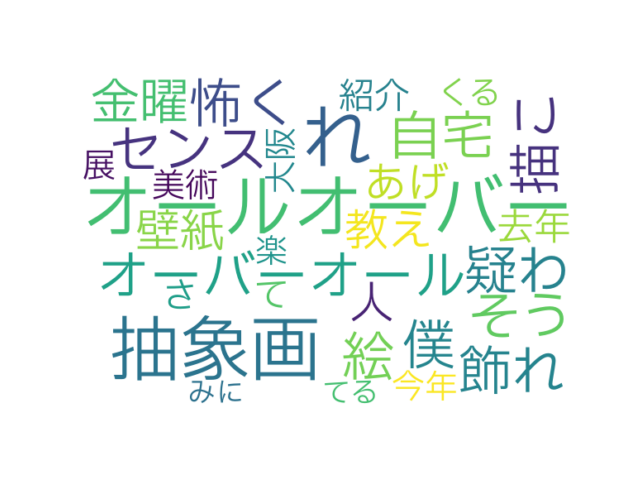 金曜 怖く 紹介 くる
センス 大阪 れ 自宅 描こ
展 美術 あげ
オールオーバー
壁紙 楽 教え 去年
オーバーオール 疑わ
さ て 人 そう
抽象画 絵 僕 飾れ
みに てる 今年